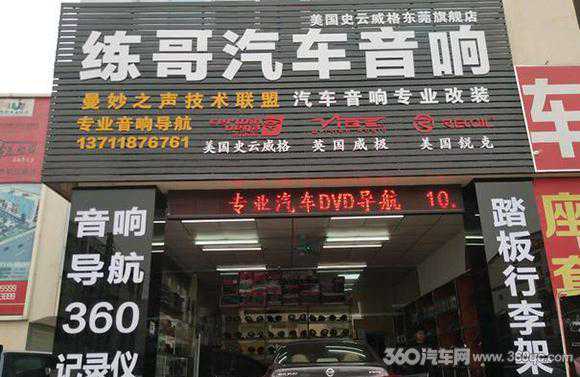 美国史云威格东莞旗舰店
练哥汽车音响
曼妙之声技术联盟 汽车音响专业改装
专业音响导航
13711876761
美国史云威格 英国威极 美国锐克
专业汽车DVD导航 10.
音响
导航
360
记录仪
踏板行李架
车
座
套
360汽车网 www.360qc.com